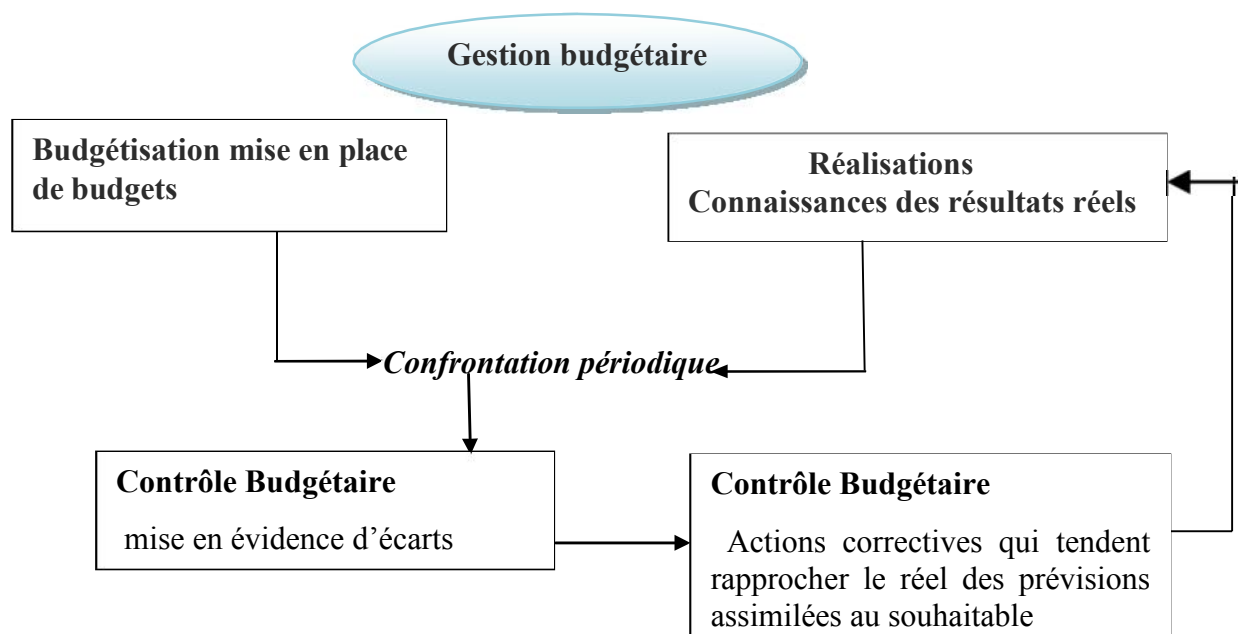 Gestion budgétaire
Budgétisation mise en place
de budgets
Réalisations
Connaissances des résultats réels
Confrontation périodique
Contrôle Budgétaire
mise en évidence d’écarts
Contrôle Budgétaire
Actions correctives qui tendent
rapprocher le réel des prévisions
assimilées au souhaitable